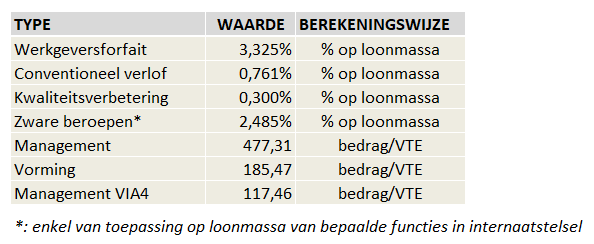 TYPE WAARDE BEREKENINGSWIJZE
Werkgeversforfait 3,325% % op loonmassa
Conventioneel verlof 0,761% % op loonmassa
Kwaliteitsverbetering 0,300% % op loonmassa
Zware beroepen* 2,485% % op loonmassa
Management 477,31 bedrag/VTE
Vorming 185,47 bedrag/VTE
Management VIA4 117,46 bedrag/VTE
*: enkel van toepassing op loonmassa van bepaalde functies in internaatstelsel